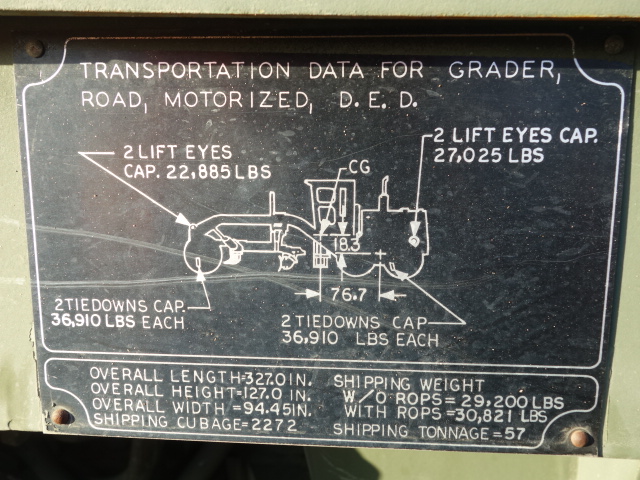 TRANSPORTATION DATA FOR GRADER,
ROAD, MOTORIZED, D.E.D.
2 LIFT EYES
CAP. 22,885 LBS
CG
2 LIFT EYES CAP.
27,025 LBS
18.3
76.7
2 TIEDOWNS CAP.
36,910 LBS EACH
2 TIEDOWNS CAP
36,910 LBS EACH
OVERALL LENGTH=327.0 IN.
OVERALL HEIGHT=127.0 IN.
OVERALL WIDTH =94.45 IN.
SHIPPING CUBAGE=2272
SHIPPING WEIGHT
W/O ROPS=29,200 LBS
WITH ROPS=30,821 LBS
SHIPPING TONNAGE=57